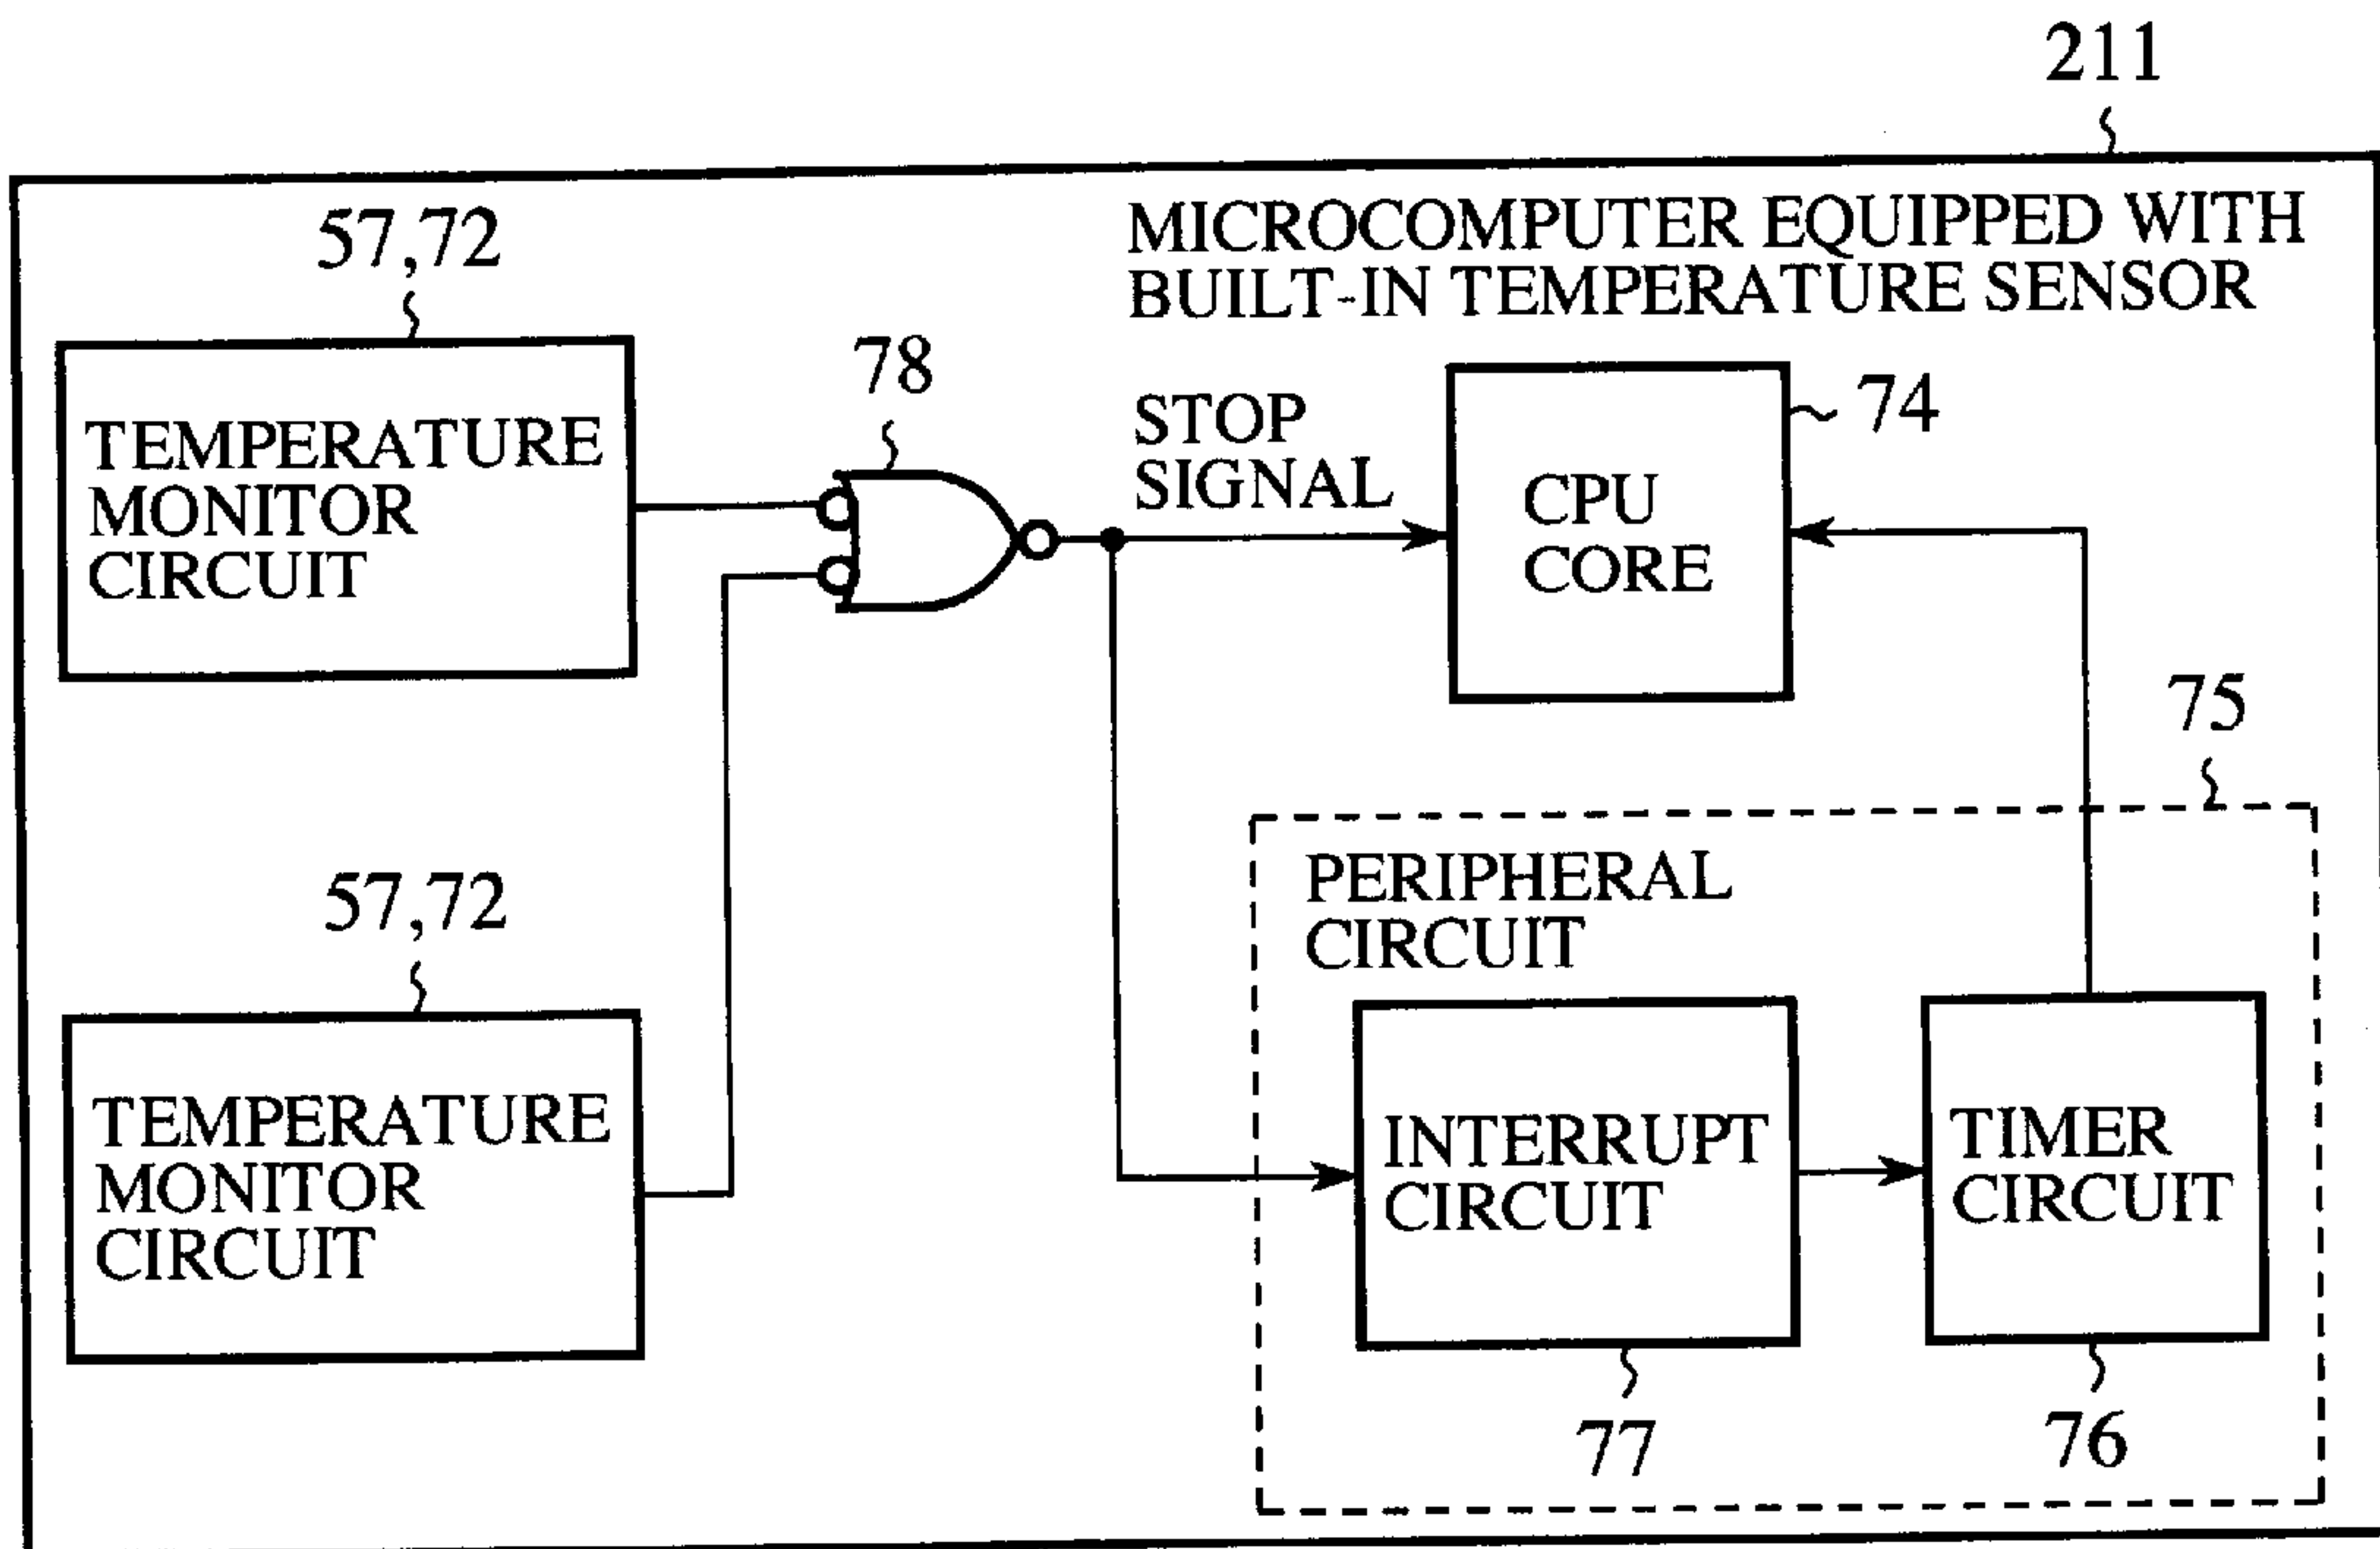 211
MICROCOMPUTER EQUIPPED WITH
BUILT-IN TEMPERATURE SENSOR
57,72
TEMPERATURE
MONITOR
CIRCUIT
78
STOP
SIGNAL
CPU
CORE
74
75
PERIPHERAL
CIRCUIT
57,72
TEMPERATURE
MONITOR
CIRCUIT
INTERRUPT
CIRCUIT
TIMER
CIRCUIT
77
76